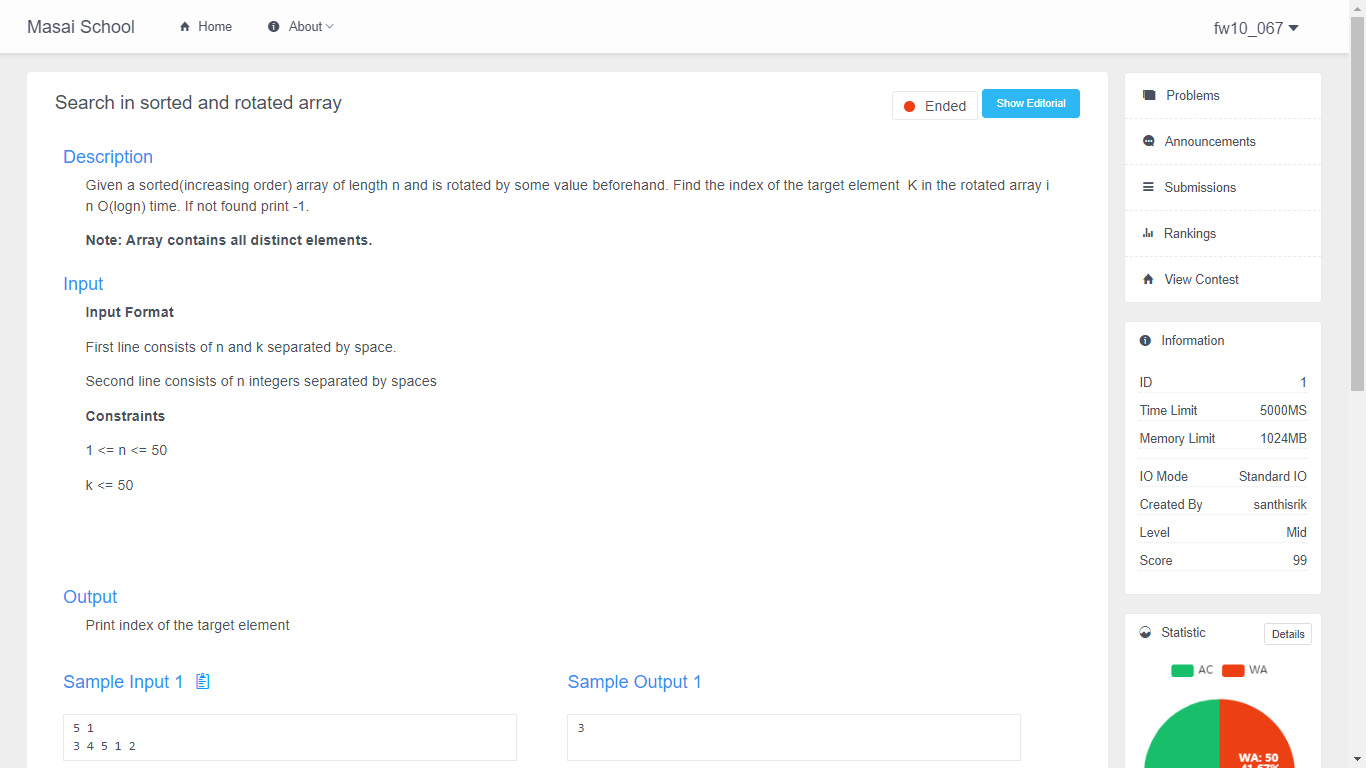 Masai School
Home
About
fw10_067
Search in sorted and rotated array
Ended
Show Editorial
Description
Given a sorted(increasing order) array of length n and is rotated by some value beforehand. Find the index of the target element  K in the rotated array i
n O(logn) time. If not found print -1.
Note: Array contains all distinct elements.
Input
Input Format
First line consists of n and k separated by space.
Second line consists of n integers separated by spaces
Constraints
1 <= n <= 50
k <= 50
Output
Print index of the target element
Sample Input 1
Sample Output 1
5 1
3 4 5 1 2
3
Problems
Announcements
Submissions
Rankings
View Contest
Information
ID 1
Time Limit 5000MS
Memory Limit 1024MB
IO Mode Standard IO
Created By santhisrik
Level Mid
Score 99
Statistic
Details
AC WA
WA: 50
41.67%